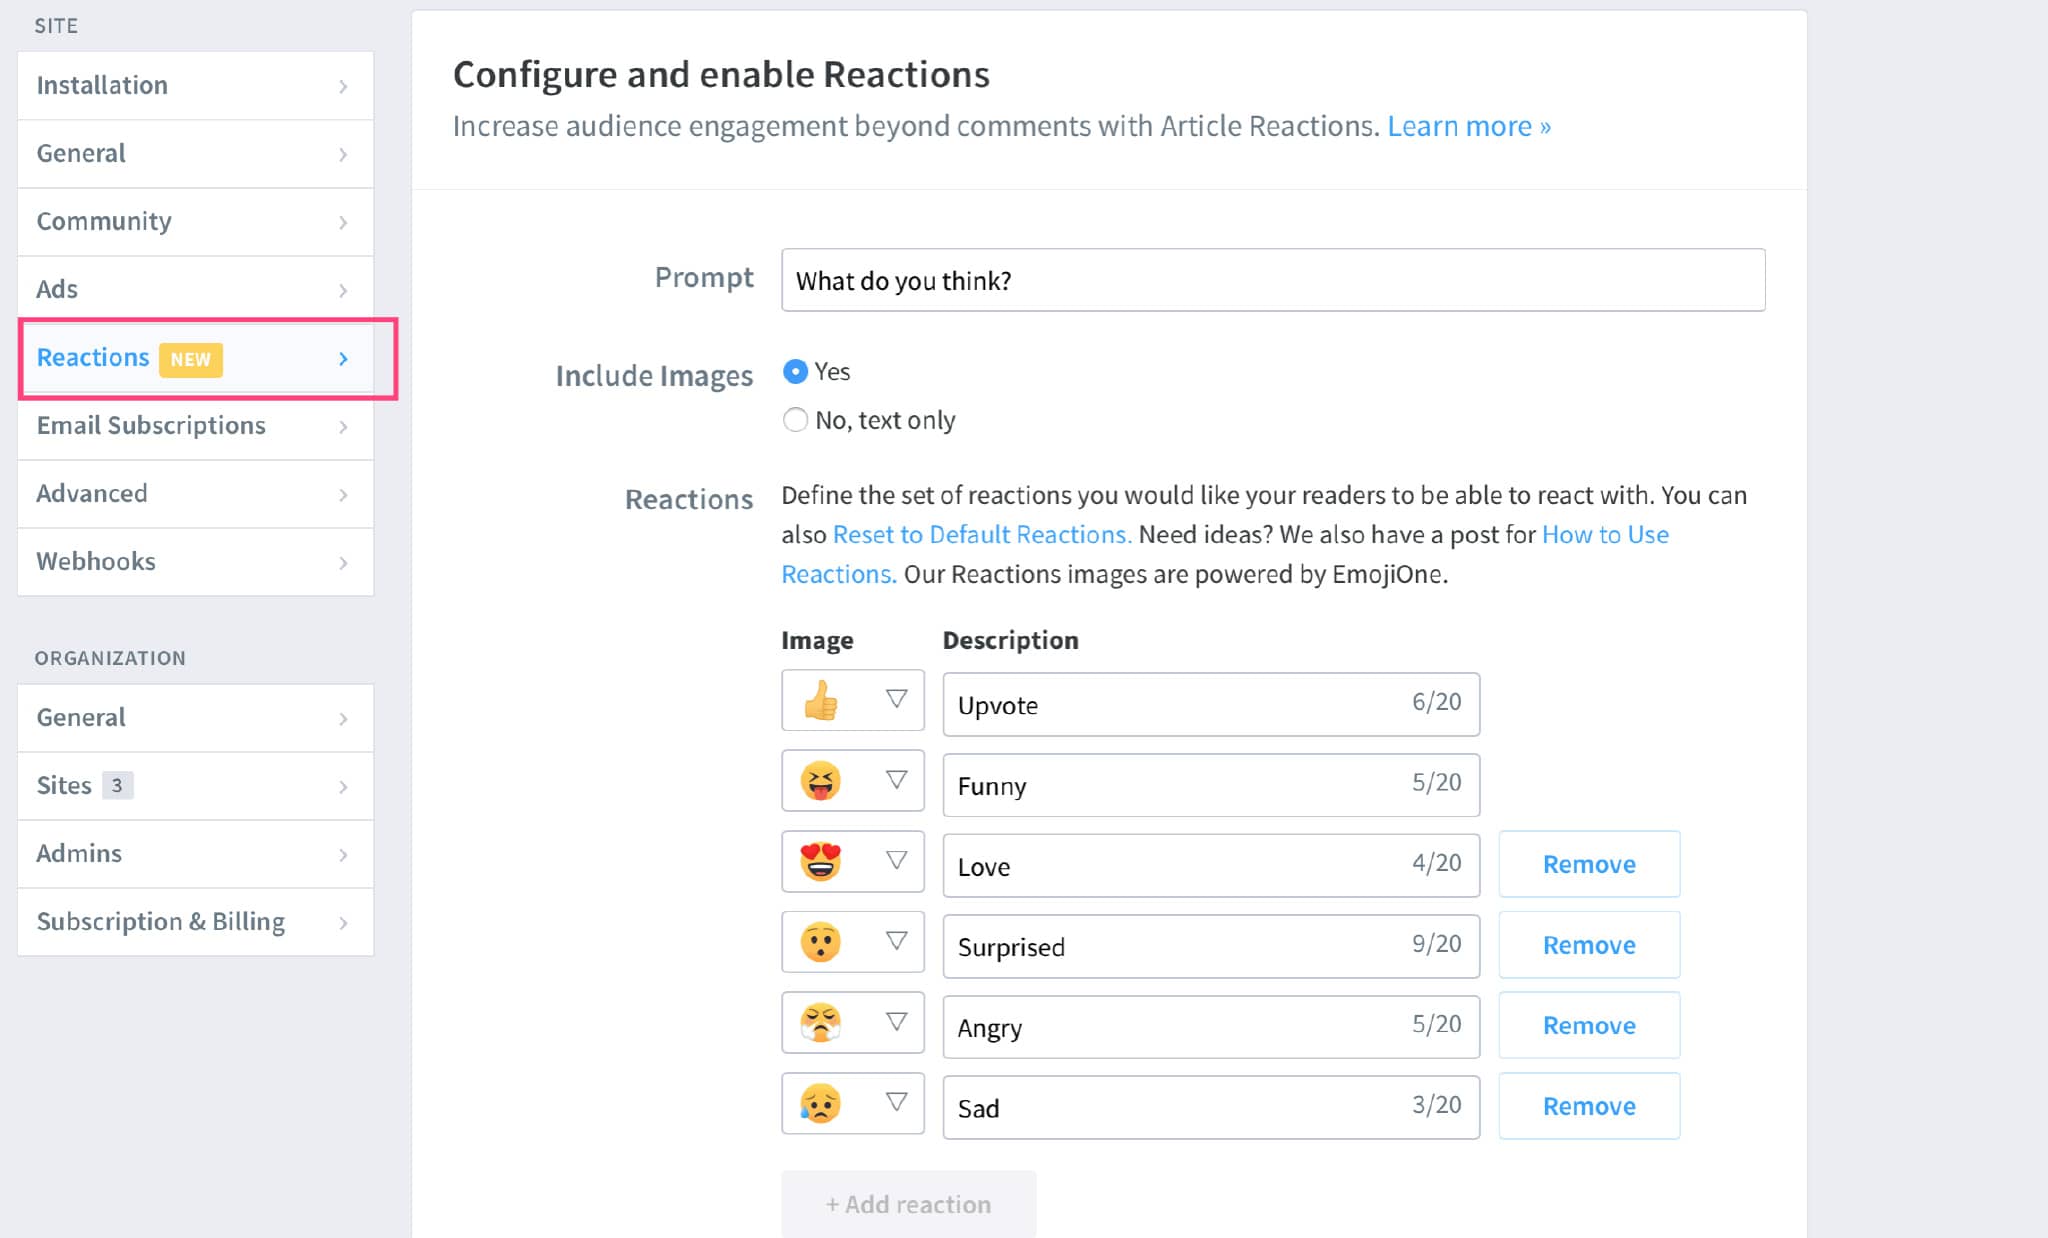 SITE
Installation
General
Community
Ads
Reactions NEW
Email Subscriptions
Advanced
Webhooks
ORGANIZATION
General
Sites 3
Admins
Subscription & Billing
Configure and enable Reactions
Increase audience engagement beyond comments with Article Reactions. Learn more »
Prompt What do you think?
Include Images Yes
No, text only
Reactions Define the set of reactions you would like your readers to be able to react with. You can
also Reset to Default Reactions. Need ideas? We also have a post for How to Use
Reactions. Our Reactions images are powered by EmojiOne.
Image Description
Upvote 6/20
Funny 5/20
Love 4/20 Remove
Surprised 9/20 Remove
Angry 5/20 Remove
Sad 3/20 Remove
+ Add reaction